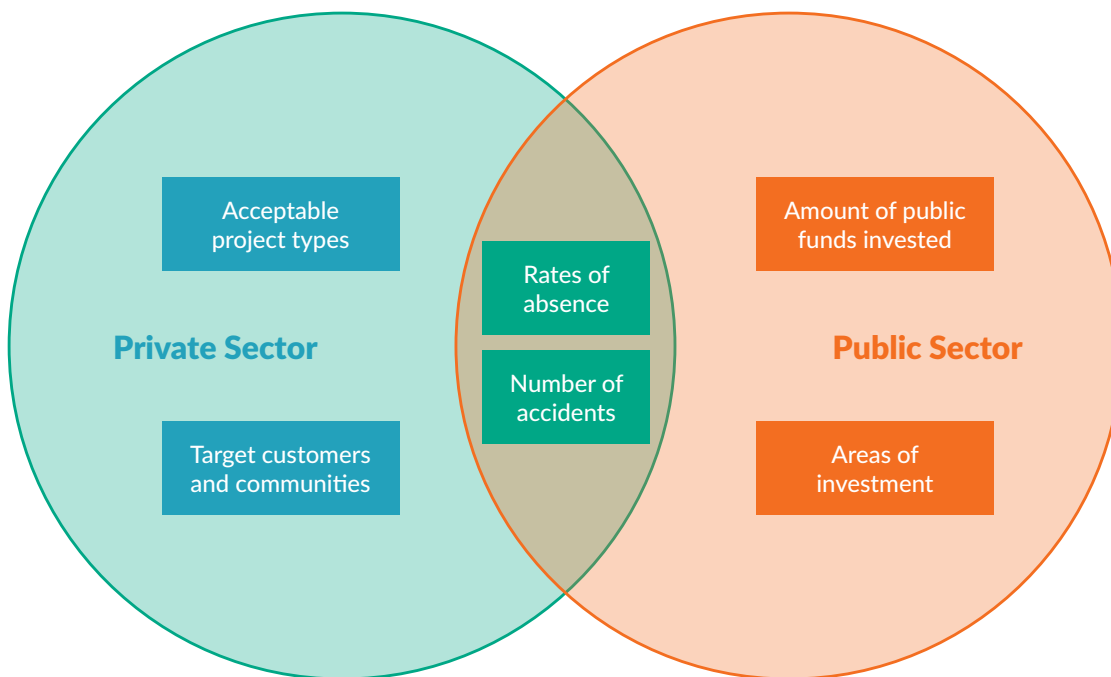 Acceptable
project types
Private Sector
Target customers
and communities
Rates of
absence
Number of
accidents
Amount of public
funds invested
Public Sector
Areas of
investment